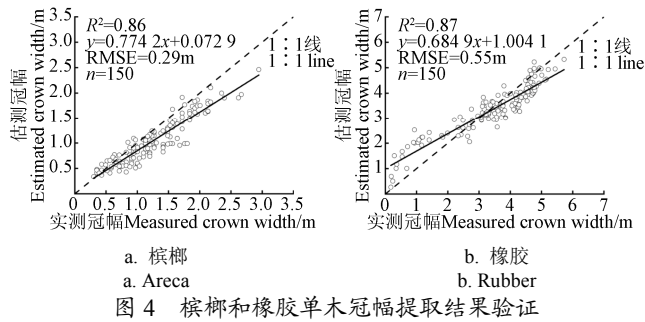 3.5
3.0
2.5
2.0
1.5
1.0
0.5
0
0.5
1.0
1.5
2.0
2.5
3.0
3.5
估测冠幅
Estimated crown width/m
R²=0.86
y=0.774 2x+0.072 9
RMSE=0.29m
n=150
1∶1线
1∶1 line
实测冠幅Measured crown width/m
a. 槟榔
a. Areca
7
6
5
4
3
2
1
0
1
2
3
4
5
6
7
估测冠幅
Estimated crown width/m
R²=0.87
y=0.684 9x+1.004 1
RMSE=0.55m
n=150
1∶1线
1∶1 line
实测冠幅Measured crown width/m
b. 橡胶
b. Rubber
图 4 槟榔和橡胶单木冠幅提取结果验证